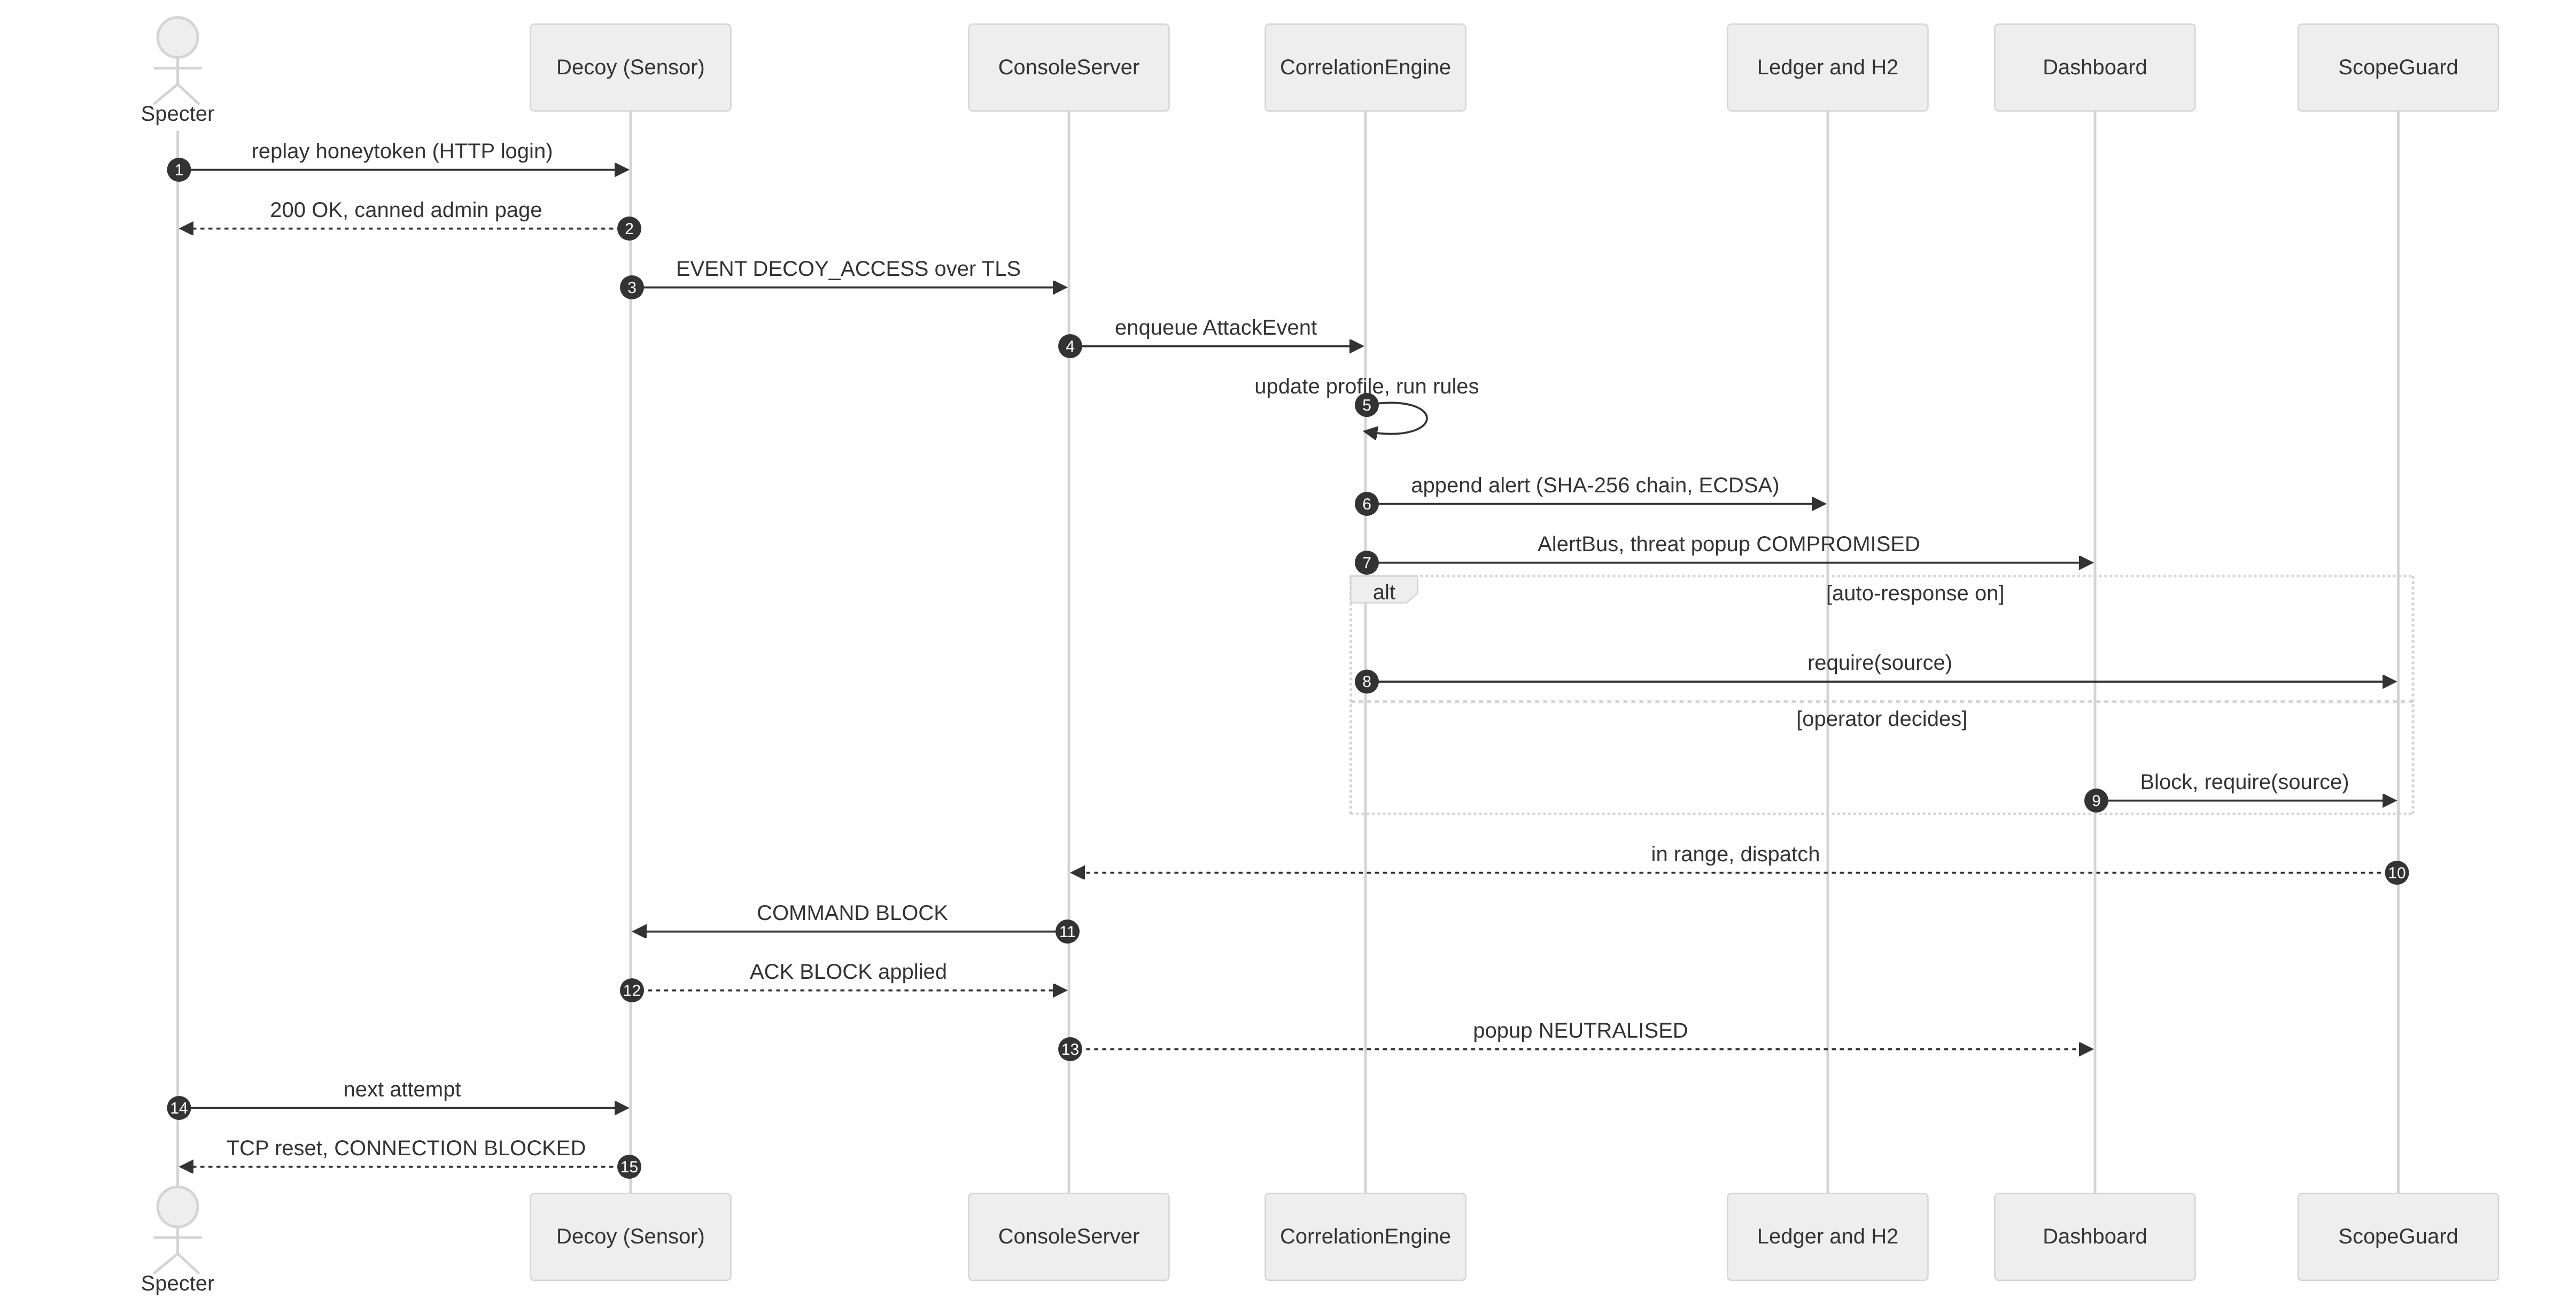 Specter
Decoy (Sensor)
ConsoleServer
CorrelationEngine
Ledger and H2
Dashboard
ScopeGuard
replay honeytoken (HTTP login)
1
200 OK, canned admin page
2
EVENT DECOY_ACCESS over TLS
3
enqueue AttackEvent
4
update profile, run rules
5
append alert (SHA-256 chain, ECDSA)
6
AlertBus, threat popup COMPROMISED
7
alt
[auto-response on]
require(source)
8
[operator decides]
Block, require(source)
9
in range, dispatch
10
COMMAND BLOCK
11
ACK BLOCK applied
12
popup NEUTRALISED
13
next attempt
14
TCP reset, CONNECTION BLOCKED
15
Specter
Decoy (Sensor)
ConsoleServer
CorrelationEngine
Ledger and H2
Dashboard
ScopeGuard